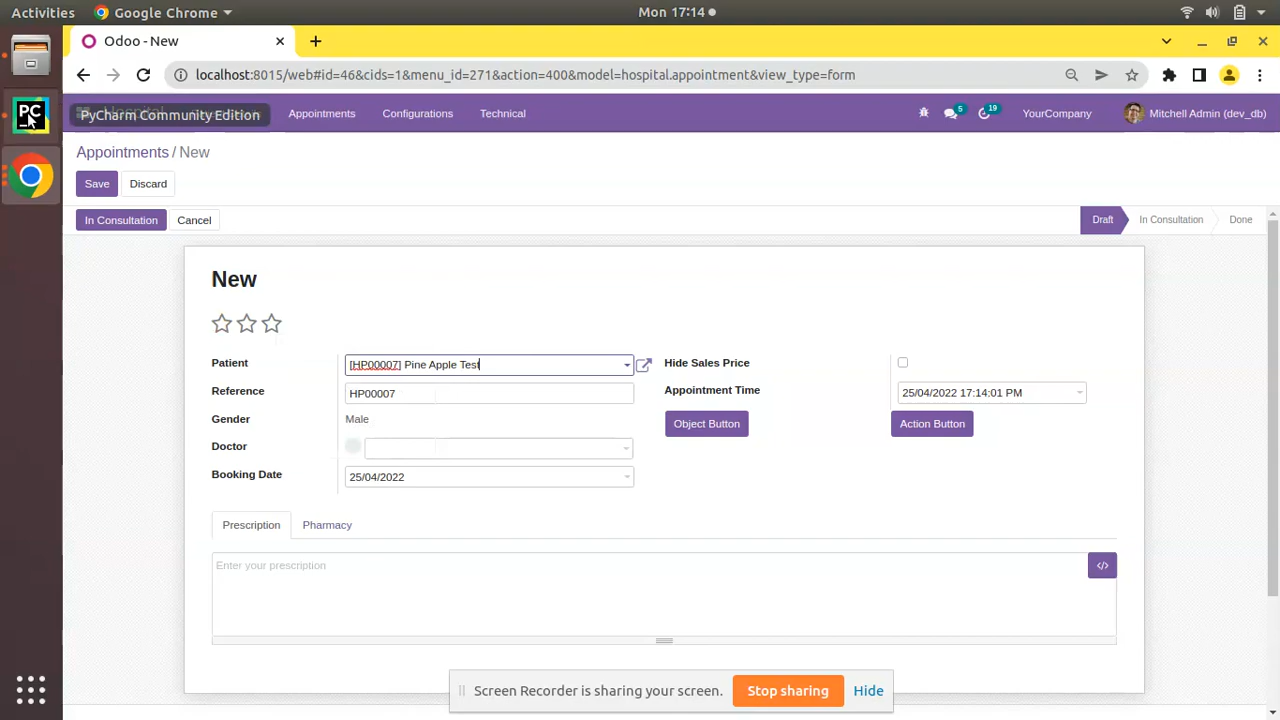 Activities Google Chrome Mon 17:14
Odoo - New
localhost:8015/web#id=46&cids=1&menu_id=271&action=400&model=hospital.appointment&view_type=form
PC
PyCharm Community Edition Appointments Configurations Technical 5 19 YourCompany Mitchell Admin (dev_db)
Appointments / New
Save Discard
In Consultation Cancel Draft In Consultation Done
New
Patient [HP00007] Pine Apple Test Hide Sales Price
Reference HP00007 Appointment Time 25/04/2022 17:14:01 PM
Gender Male Object Button Action Button
Doctor
Booking Date 25/04/2022
Prescription Pharmacy
Enter your prescription </>
Screen Recorder is sharing your screen. Stop sharing Hide